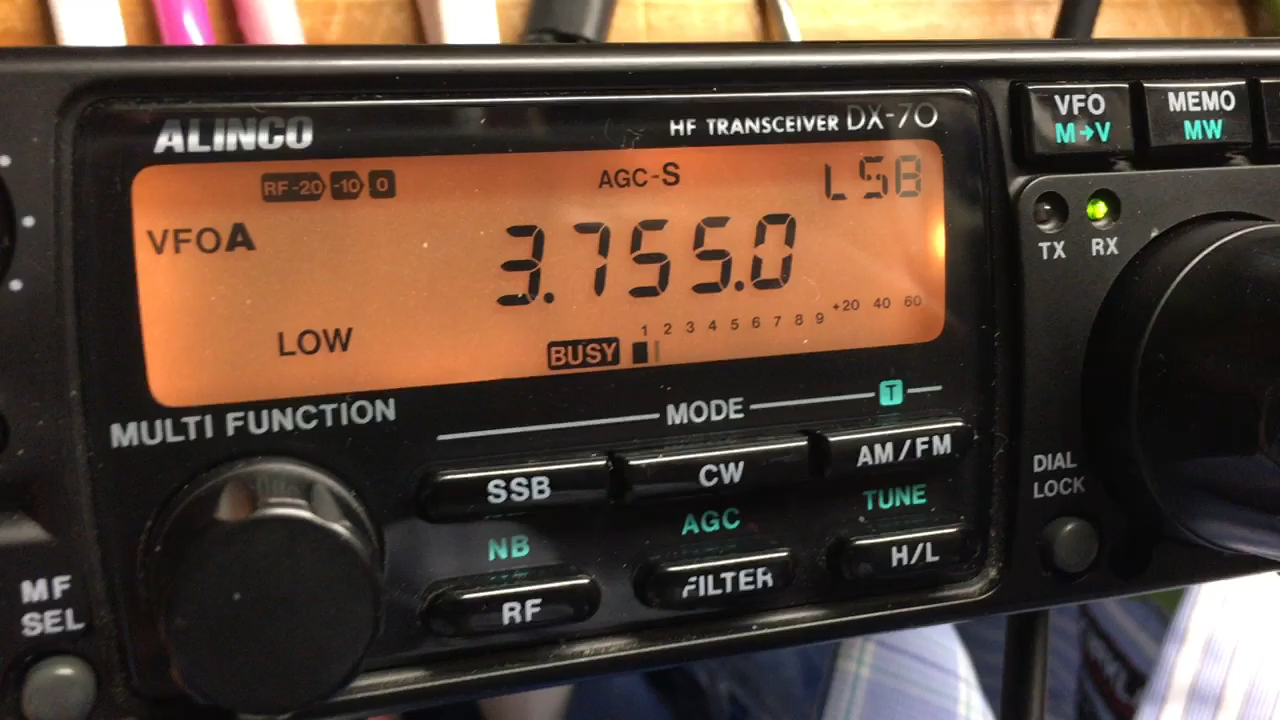 ALINCO
HF TRANSCEIVER DX-70
RF-20 -10 0
AGC-S
LSB
VFOA
3.755.0
LOW
BUSY
1 2 3 4 5 6 7 8 9 +20 40 60
MULTI FUNCTION
MODE
T
SSB
CW
AM/FM
NB
AGC
TUNE
RF
FILTER
H/L
MF
SEL
VFO
M→V
MEMO
MW
TX
RX
DIAL
LOCK